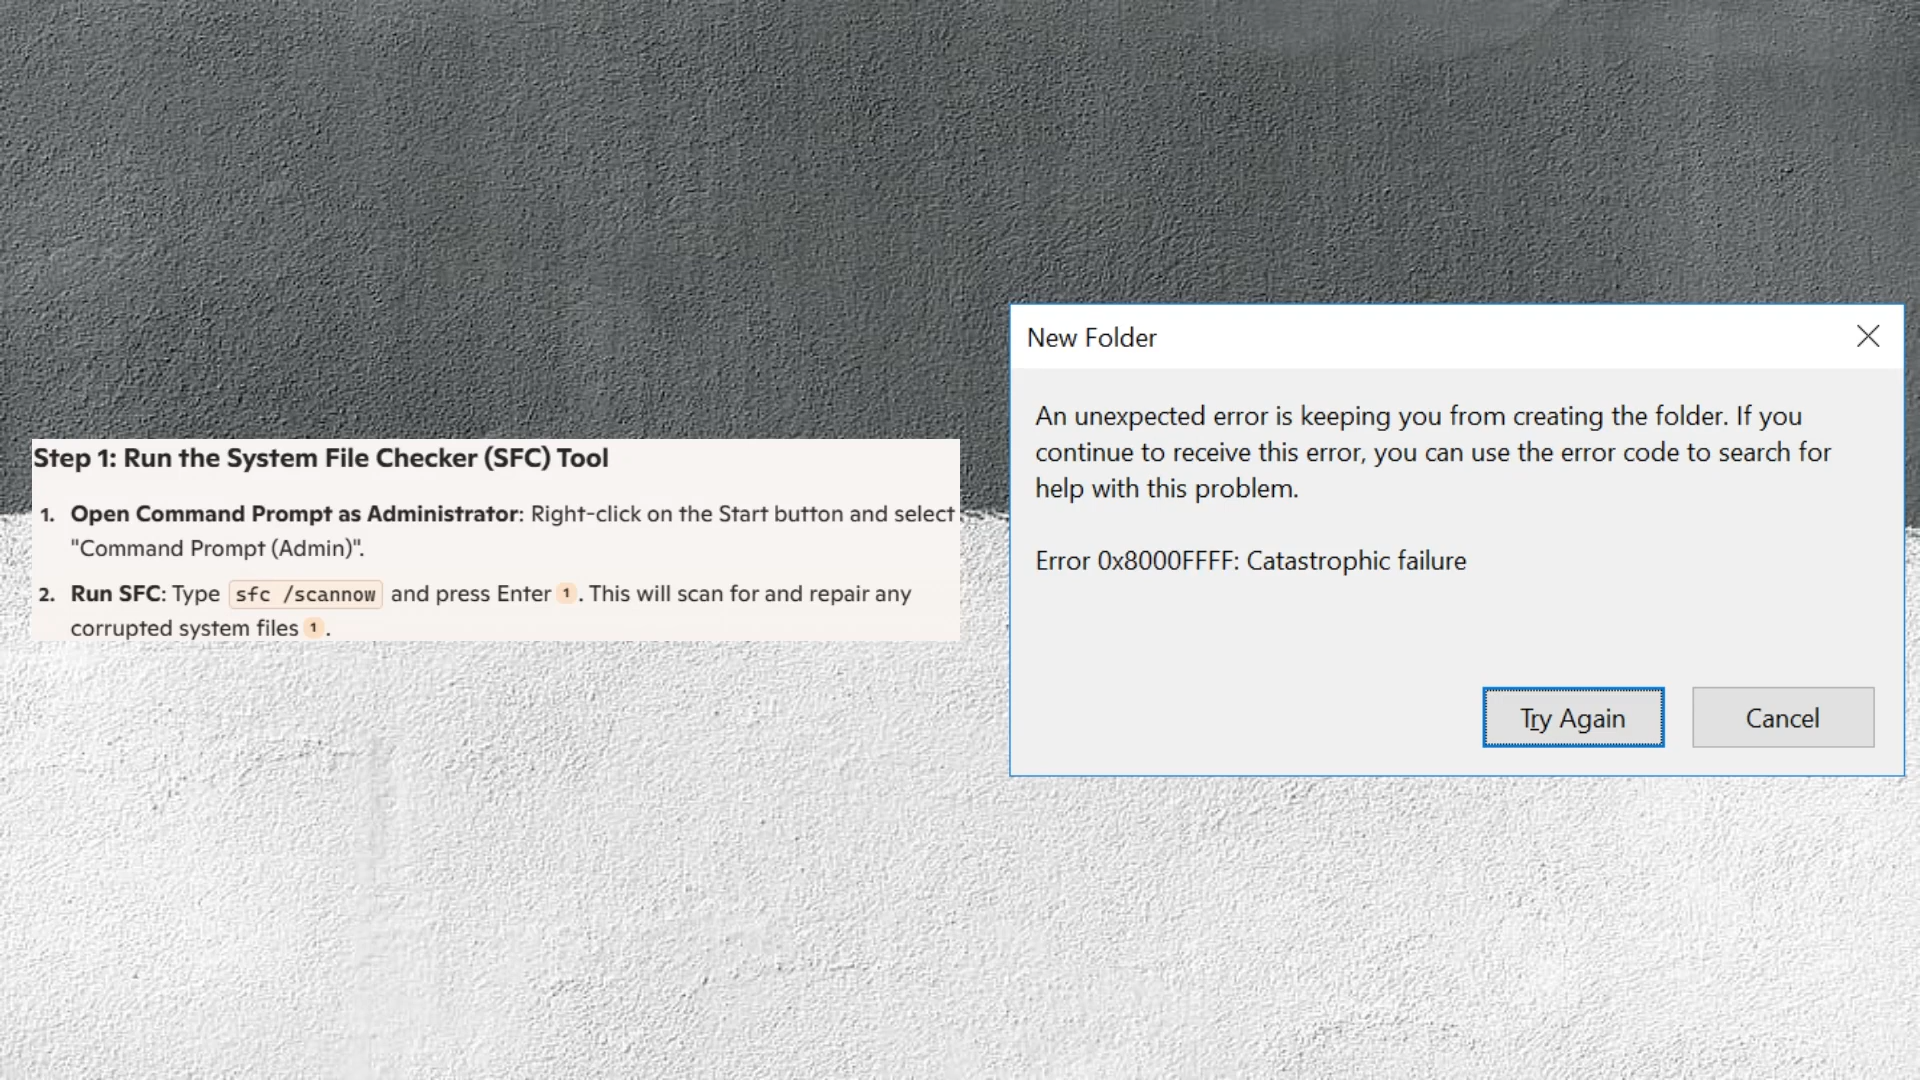 Step 1: Run the System File Checker (SFC) Tool
1. Open Command Prompt as Administrator: Right-click on the Start button and select
"Command Prompt (Admin)".
2. Run SFC: Type sfc /scannow and press Enter 1. This will scan for and repair any
corrupted system files 1.
New Folder
An unexpected error is keeping you from creating the folder. If you
continue to receive this error, you can use the error code to search for
help with this problem.
Error 0x8000FFFF: Catastrophic failure
Try Again
Cancel